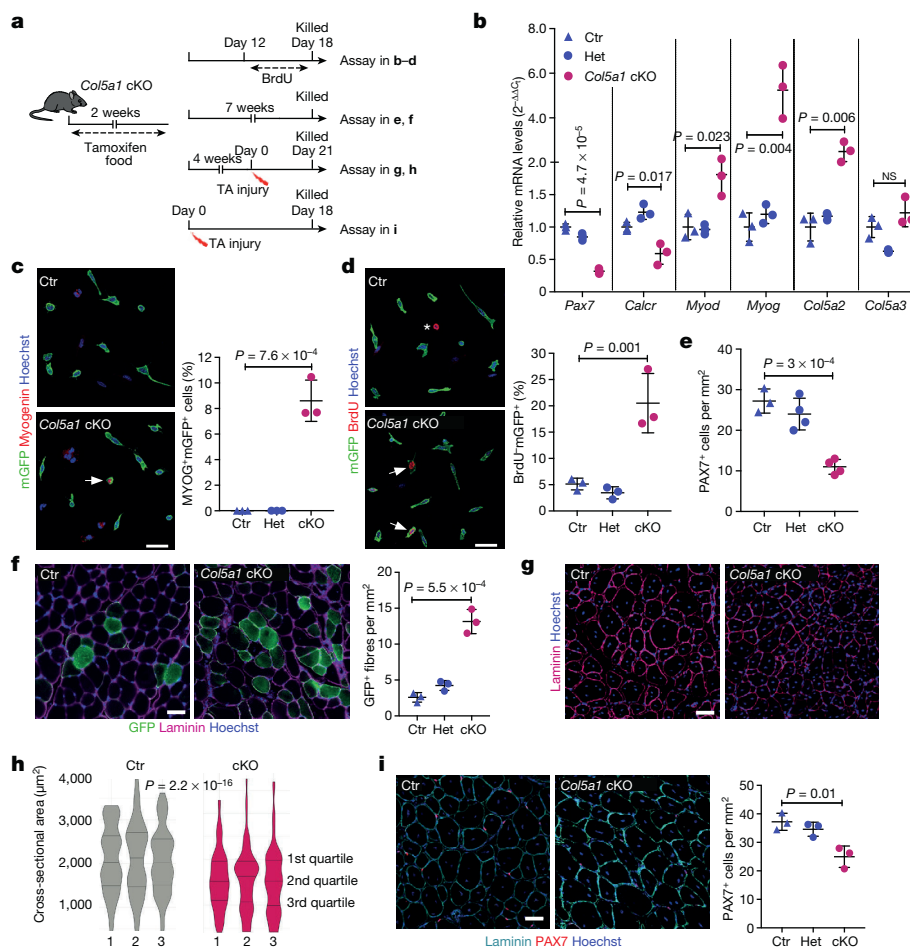 a
Col5a1 cKO
2 weeks
Tamoxifen
food
Day 12
Killed
Day 18
BrdU
Assay in b–d
7 weeks
Killed
Assay in e, f
4 weeks
Day 0
Killed
Day 21
TA injury
Assay in g, h
Day 0
Killed
Day 18
TA injury
Assay in i
b
Relative mRNA levels (2−ΔΔCt)
8.0
6.0
4.0
2.0
1.5
1.0
0.5
0
Ctr
Het
Col5a1 cKO
P = 4.7 × 10−5
P = 0.017
P = 0.023
P = 0.004
P = 0.006
NS
Pax7
Calcr
Myod
Myog
Col5a2
Col5a3
c
mGFP Myogenin Hoechst
Ctr
Col5a1 cKO
MYOG+mGFP+ cells (%)
12
10
8
6
4
2
0
P = 7.6 × 10−4
Ctr
Het
cKO
d
mGFP BrdU Hoechst
Ctr
*
Col5a1 cKO
BrdU−mGFP+ (%)
30
25
20
15
10
5
0
P = 0.001
Ctr
Het
cKO
e
PAX7+ cells per mm2
40
30
20
10
0
P = 3 × 10−4
Ctr
Het
cKO
f
Ctr
Col5a1 cKO
GFP Laminin Hoechst
GFP+ fibres per mm2
15
10
5
0
P = 5.5 × 10−4
Ctr
Het
cKO
g
Laminin Hoechst
Ctr
Col5a1 cKO
h
Cross-sectional area (μm2)
4,000
3,000
2,000
1,000
Ctr
cKO
P = 2.2 × 10−16
1st quartile
2nd quartile
3rd quartile
1 2 3
1 2 3
i
Ctr
Col5a1 cKO
Laminin PAX7 Hoechst
PAX7+ cells per mm2
40
30
20
10
0
P = 0.01
Ctr
Het
cKO